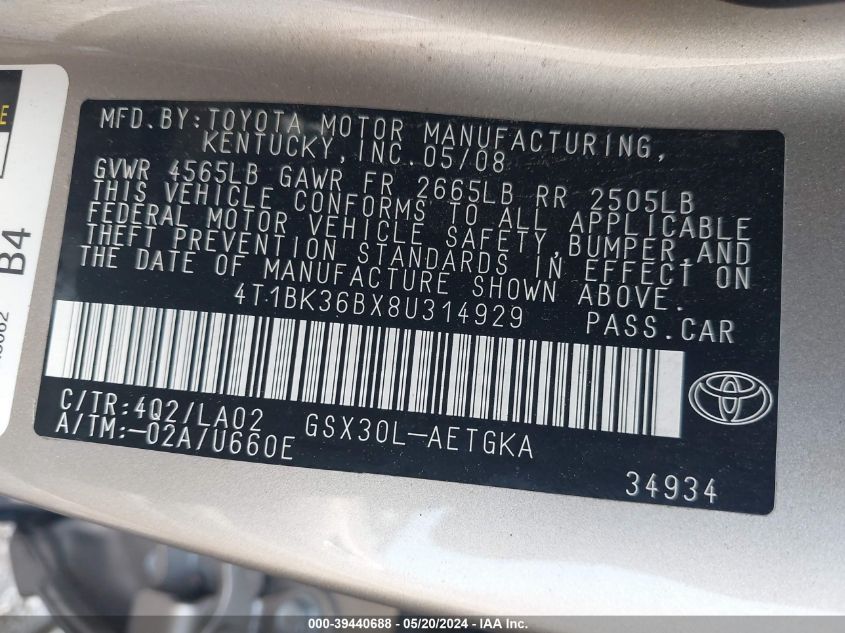 MFD.BY:TOYOTA MOTOR MANUFACTURING,
KENTUCKY, INC. 05/08
GVWR 4565LB GAWR FR 2665LB RR 2505LB
THIS VEHICLE CONFORMS TO ALL APPLICABLE
FEDERAL MOTOR VEHICLE SAFETY, BUMPER, AND
THEFT PREVENTION STANDARDS IN EFFECT ON
THE DATE OF MANUFACTURE SHOWN ABOVE.
4T1BK36BX8U314929 PASS.CAR
C/TR:4Q2/LA02 GSX30L-AETGKA
A/TM:-02A/U660E
34934
B4
000-39440688 - 05/20/2024 - IAA Inc.